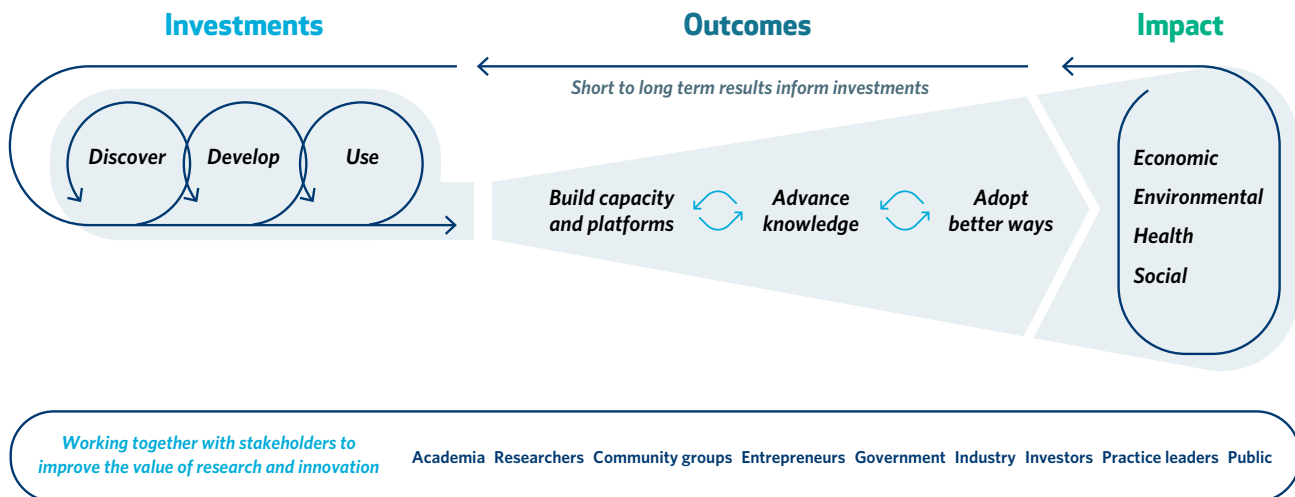 Investments
Outcomes
Impact
Short to long term results inform investments
Discover
Develop
Use
Build capacity
and platforms
Advance
knowledge
Adopt
better ways
Economic
Environmental
Health
Social
Working together with stakeholders to
improve the value of research and innovation
Academia Researchers Community groups Entrepreneurs Government Industry Investors Practice leaders Public